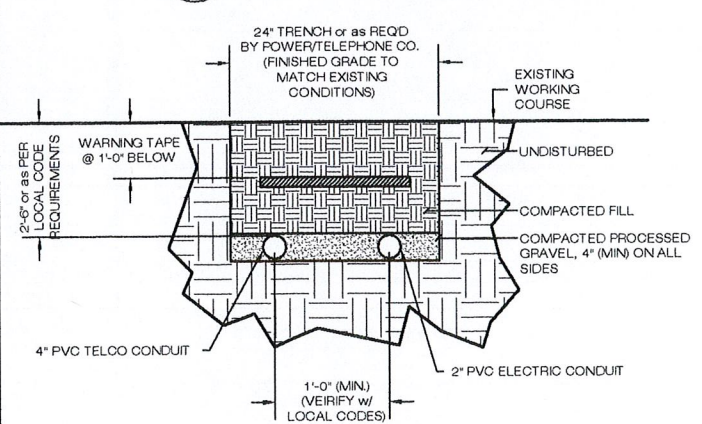 24" TRENCH or as REQ'D
BY POWER/TELEPHONE CO.
(FINISHED GRADE TO
MATCH EXISTING
CONDITIONS)
EXISTING
WORKING
COURSE
2'-6" or as PER
LOCAL CODE
REQUIREMENTS
WARNING TAPE
@ 1'-0" BELOW
UNDISTURBED
COMPACTED FILL
COMPACTED PROCESSED
GRAVEL, 4" (MIN) ON ALL
SIDES
4" PVC TELCO CONDUIT
2" PVC ELECTRIC CONDUIT
1'-0" (MIN.)
(VEIRIFY w/
LOCAL CODES)